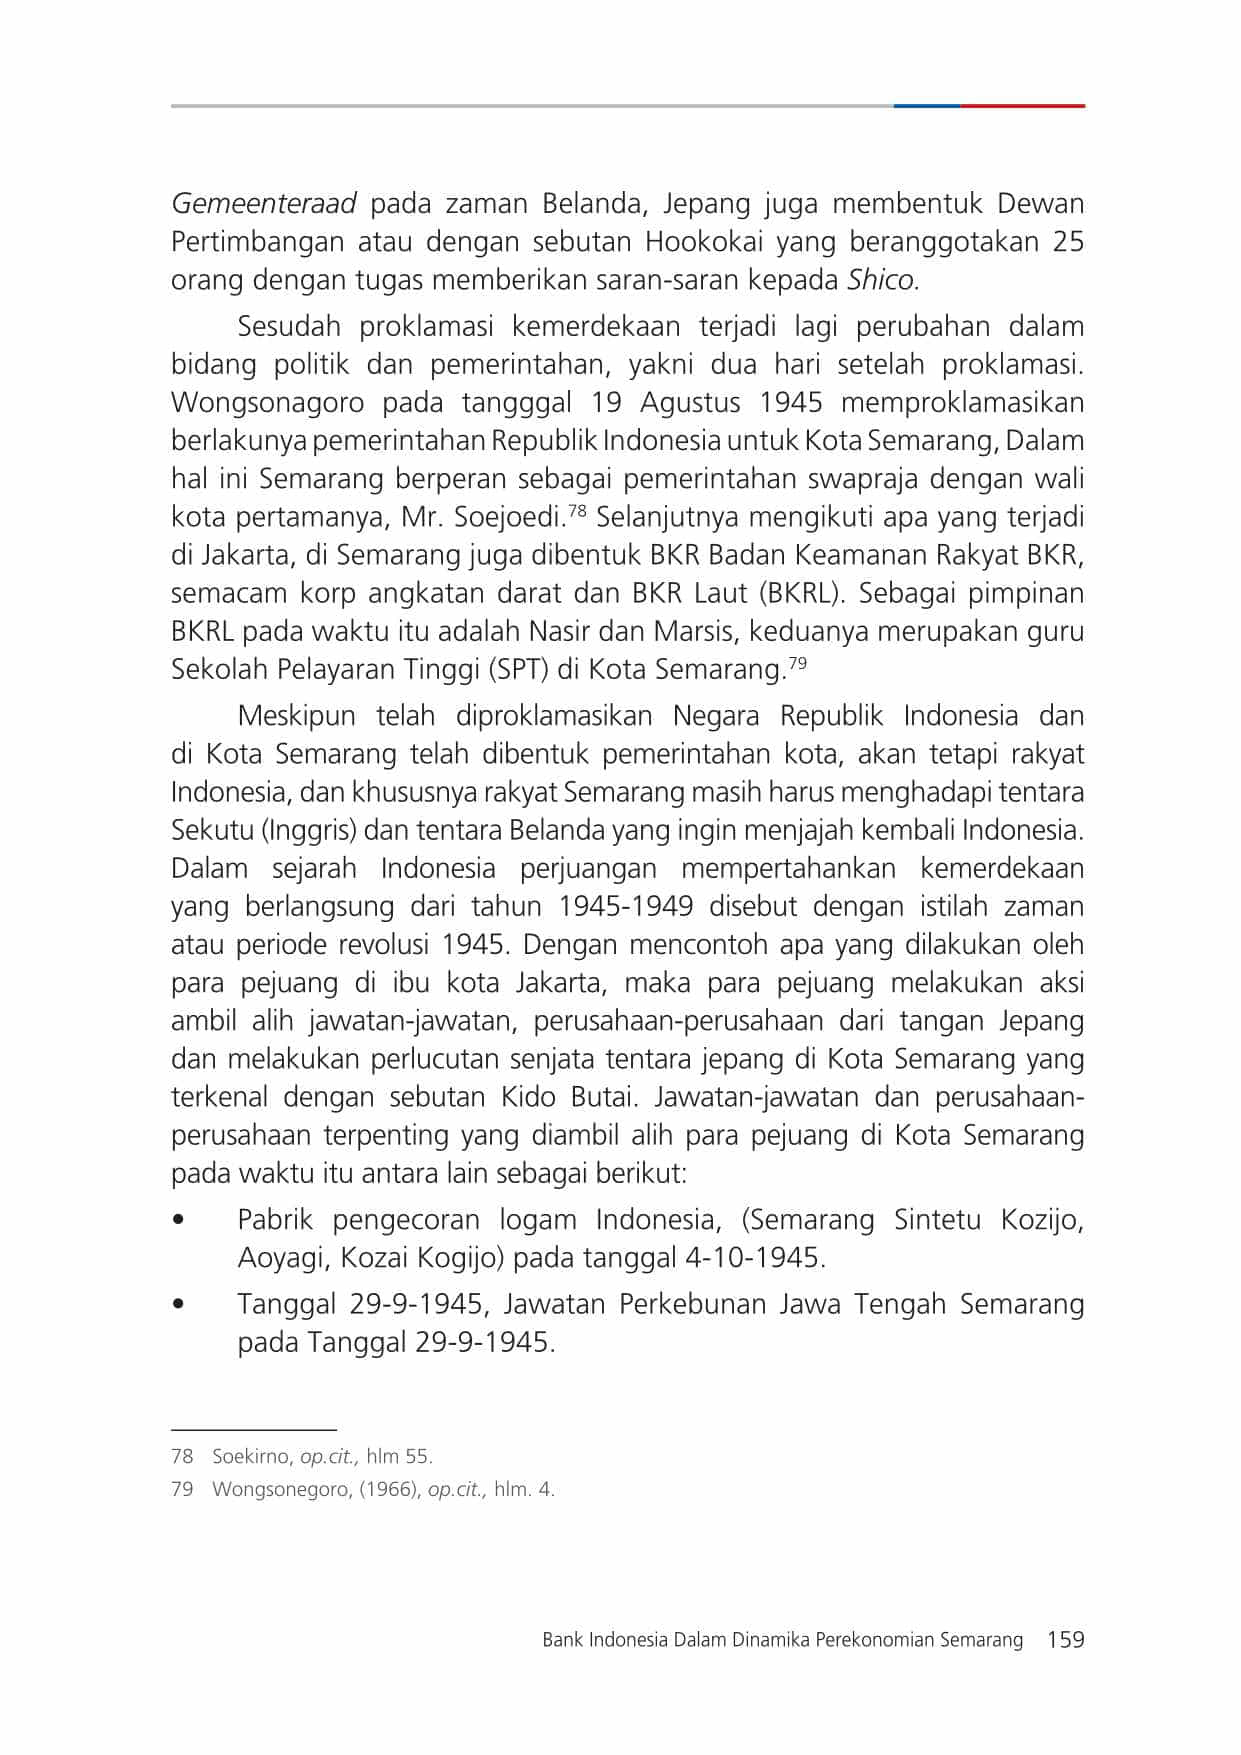 Gemeenteraad pada zaman Belanda, Jepang juga membentuk Dewan
Pertimbangan atau dengan sebutan Hookokai yang beranggotakan 25
orang dengan tugas memberikan saran-saran kepada Shico.
Sesudah proklamasi kemerdekaan terjadi lagi perubahan dalam
bidang politik dan pemerintahan, yakni dua hari setelah proklamasi.
Wongsonagoro pada tangggal 19 Agustus 1945 memproklamasikan
berlakunya pemerintahan Republik Indonesia untuk Kota Semarang, Dalam
hal ini Semarang berperan sebagai pemerintahan swapraja dengan wali
kota pertamanya, Mr. Soejoedi.78 Selanjutnya mengikuti apa yang terjadi
di Jakarta, di Semarang juga dibentuk BKR Badan Keamanan Rakyat BKR,
semacam korp angkatan darat dan BKR Laut (BKRL). Sebagai pimpinan
BKRL pada waktu itu adalah Nasir dan Marsis, keduanya merupakan guru
Sekolah Pelayaran Tinggi (SPT) di Kota Semarang.79
Meskipun telah diproklamasikan Negara Republik Indonesia dan
di Kota Semarang telah dibentuk pemerintahan kota, akan tetapi rakyat
Indonesia, dan khususnya rakyat Semarang masih harus menghadapi tentara
Sekutu (Inggris) dan tentara Belanda yang ingin menjajah kembali Indonesia.
Dalam sejarah Indonesia perjuangan mempertahankan kemerdekaan
yang berlangsung dari tahun 1945-1949 disebut dengan istilah zaman
atau periode revolusi 1945. Dengan mencontoh apa yang dilakukan oleh
para pejuang di ibu kota Jakarta, maka para pejuang melakukan aksi
ambil alih jawatan-jawatan, perusahaan-perusahaan dari tangan Jepang
dan melakukan perlucutan senjata tentara jepang di Kota Semarang yang
terkenal dengan sebutan Kido Butai. Jawatan-jawatan dan perusahaan-
perusahaan terpenting yang diambil alih para pejuang di Kota Semarang
pada waktu itu antara lain sebagai berikut:
• Pabrik pengecoran logam Indonesia, (Semarang Sintetu Kozijo,
Aoyagi, Kozai Kogijo) pada tanggal 4-10-1945.
• Tanggal 29-9-1945, Jawatan Perkebunan Jawa Tengah Semarang
pada Tanggal 29-9-1945.
78 Soekirno, op.cit., hlm 55.
79 Wongsonegoro, (1966), op.cit., hlm. 4.
Bank Indonesia Dalam Dinamika Perekonomian Semarang 159